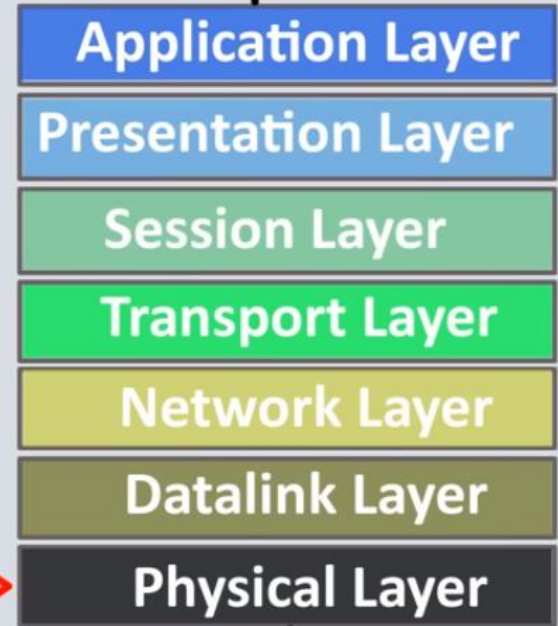 Application Layer
Presentation Layer
Session Layer
Transport Layer
Network Layer
Datalink Layer
Physical Layer